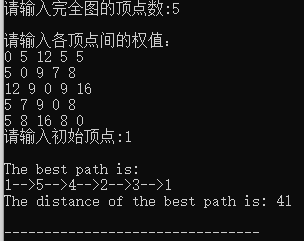 请输入完全图的顶点数:5
请输入各顶点间的权值:
0 5 12 5 5
5 0 9 7 8
12 9 0 9 16
5 7 9 0 8
5 8 16 8 0
请输入初始顶点:1
The best path is:
1-->5-->4-->2-->3-->1
The distance of the best path is: 41
--------------------------------